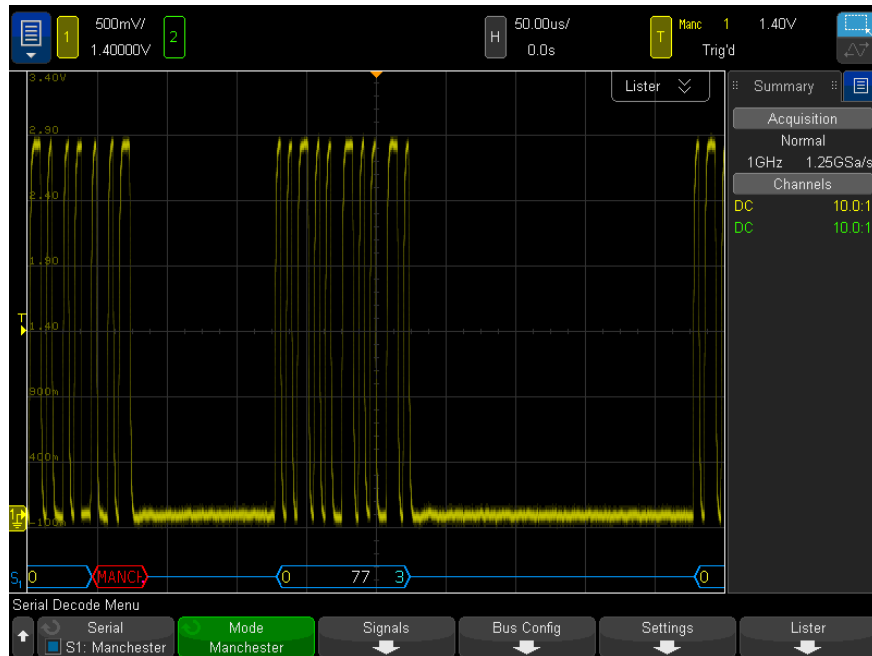 500mV/ 50.00us/ Manc 1 1.40V
1 2 H T
1.40000V 0.0s Trig'd
3.40V
Lister
Summary
Acquisition
2.90
Normal
1GHz 1.25GSa/s
Channels
2.40
DC 10.0:1
DC 10.0:1
1.90
T
1.40
900m
400m
1
-100m
S1 0 MANCH 0 77 3 0
Serial Decode Menu
Serial Mode Signals Bus Config Settings Lister
S1: Manchester Manchester